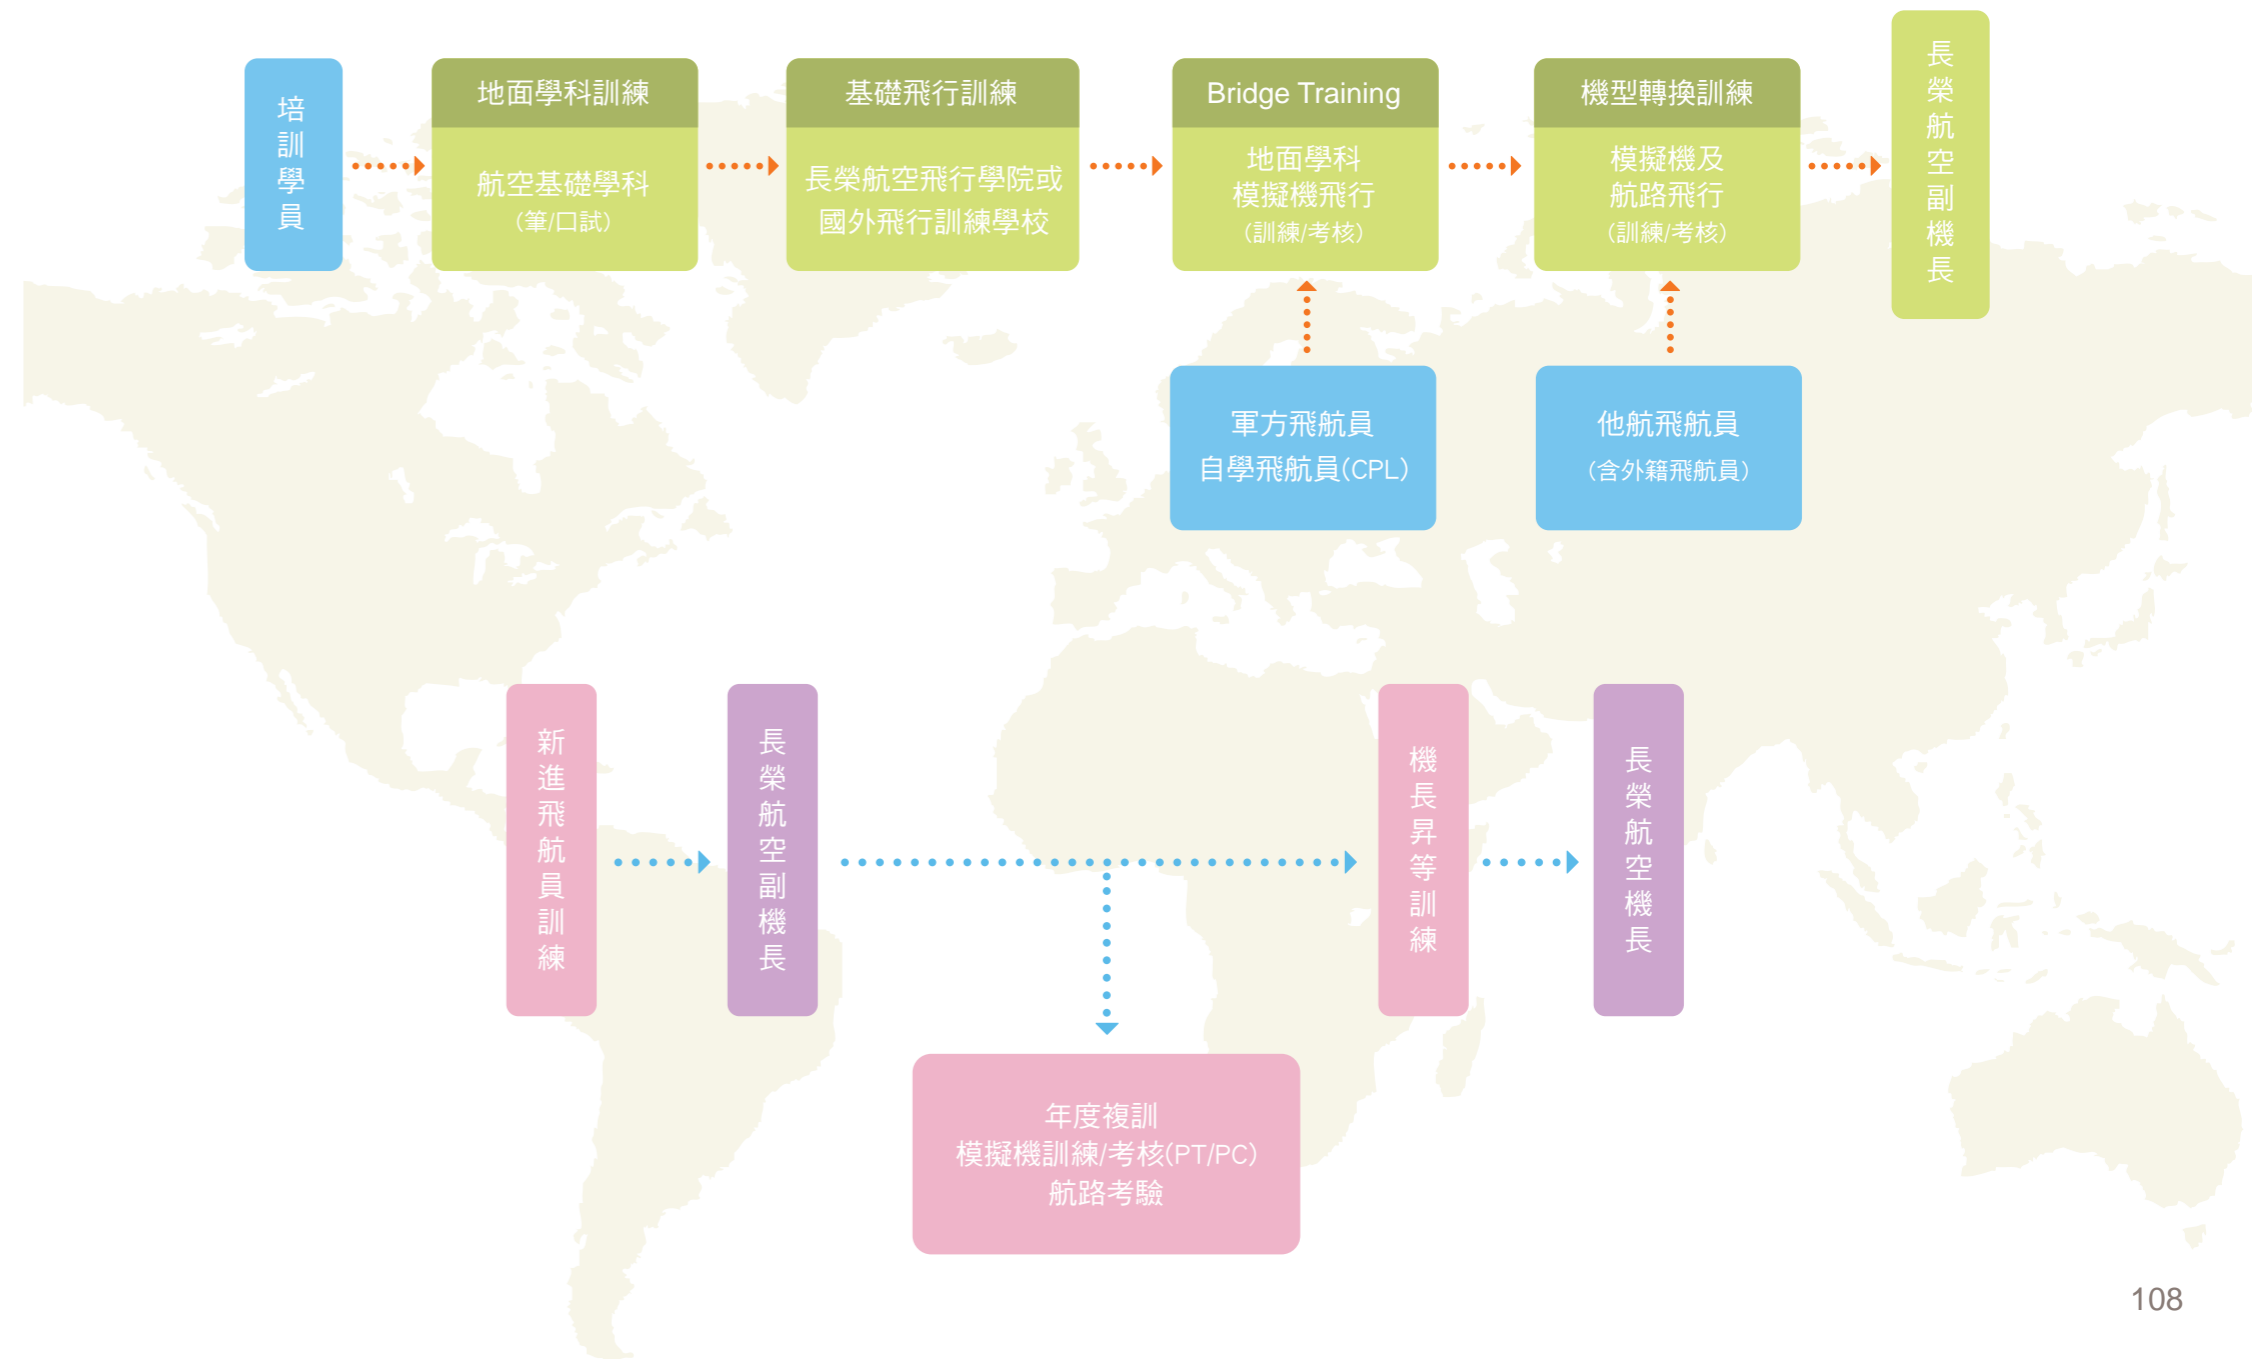 培訓學員
地面學科訓練
航空基礎學科
(筆/口試)
基礎飛行訓練
長榮航空飛行學院或
國外飛行訓練學校
Bridge Training
地面學科
模擬機飛行
(訓練/考核)
機型轉換訓練
模擬機及
航路飛行
(訓練/考核)
長榮航空副機長
軍方飛航員
自學飛航員(CPL)
他航飛航員
(含外籍飛航員)
新進飛航員訓練
長榮航空副機長
機長昇等訓練
長榮航空機長
年度複訓
模擬機訓練/考核(PT/PC)
航路考驗
108